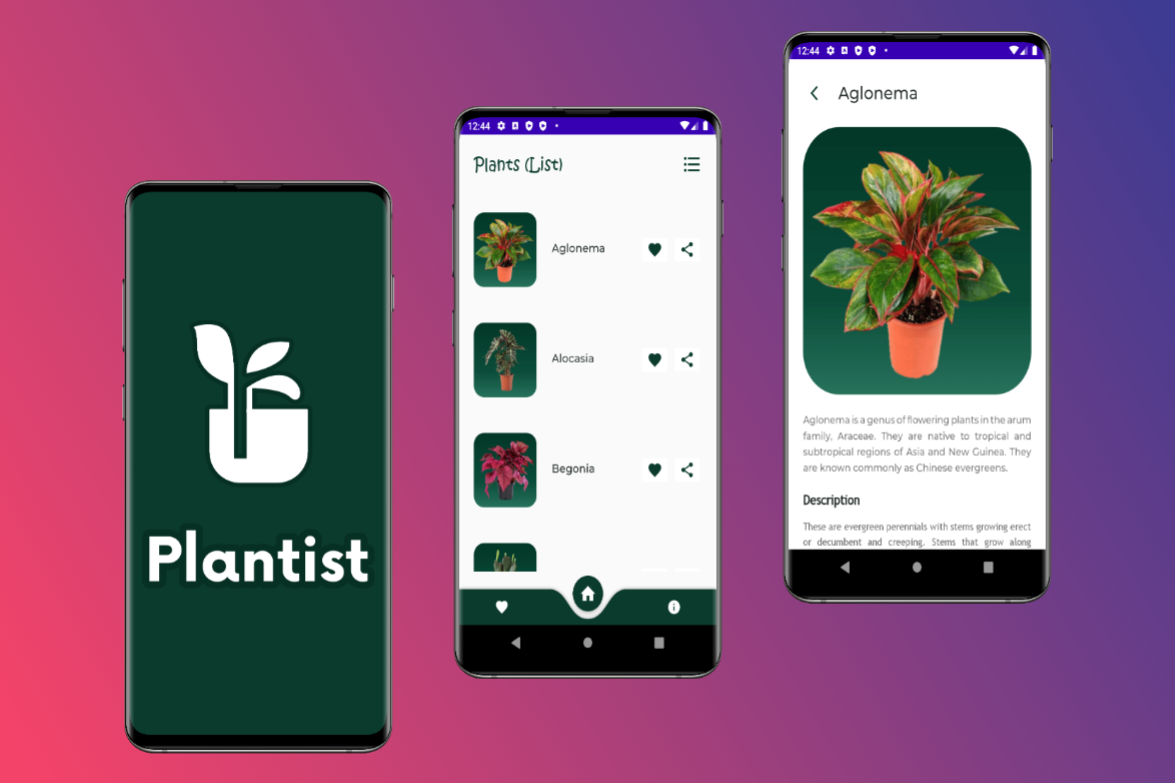 Plantist
12:44
Plants (List)
Aglonema
Alocasia
Begonia
12:44
Aglonema
Aglonema is a genus of flowering plants in the arum
family, Araceae. They are native to tropical and
subtropical regions of Asia and New Guinea. They
are known commonly as Chinese evergreens.
Description
These are evergreen perennials with stems growing erect
or decumbent and creeping. Stems that grow along